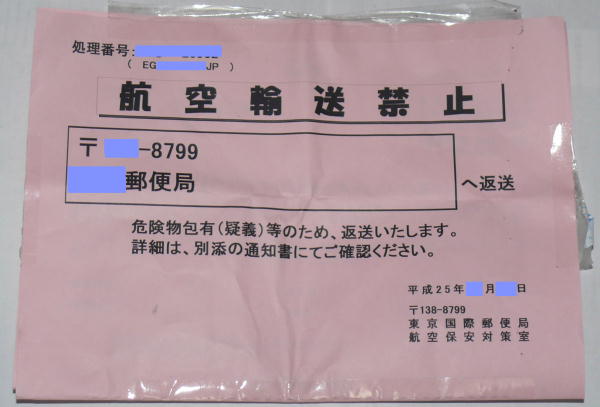 処理番号:
( EG JP )
航空輸送禁止
〒 -8799
郵便局
へ返送
危険物包有(疑義)等のため、返送いたします。
詳細は、別添の通知書にてご確認ください。
平成25年 月 日
〒138-8799
東京国際郵便局
航空保安対策室